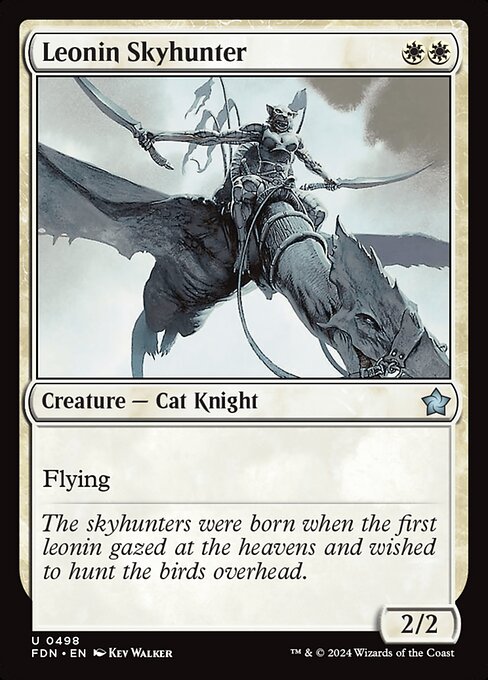 Leonin Skyhunter
Creature — Cat Knight
Flying
The skyhunters were born when the first
leonin gazed at the heavens and wished
to hunt the birds overhead.
2/2
U 0498
FDN • EN Kev Walker
™ & © 2024 Wizards of the Coast